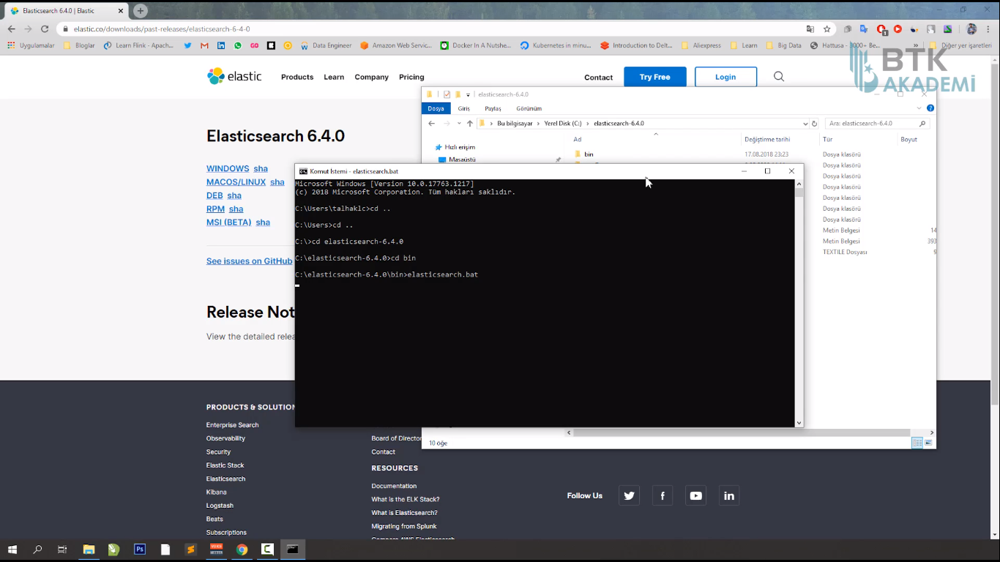 Elasticsearch 6.4.0 | Elastic
elastic.co/downloads/past-releases/elasticsearch-6-4-0
Uygulamalar
Bloglar
Learn Flink - Apach...
Data Engineer
Amazon Web Servic...
Docker In A Nutshe...
Kubernetes in minu...
Introduction to Delt...
Aliexpress
Learn
Big Data
Hattusa - 3000+ Be...
Diğer yer işaretleri
BTK
AKADEMİ
elastic
Products
Learn
Company
Pricing
Contact
Try Free
Login
elasticsearch-6.4.0
Dosya
Giriş
Paylaş
Görünüm
Bu bilgisayar
Yerel Disk (C:)
elasticsearch-6.4.0
Ara: elasticsearch-6.4.0
Ad
Değiştirme tarihi
Tür
Boyut
Hızlı erişim
Masaüstü
bin
17.08.2018 23:23
Dosya klasörü
Dosya klasörü
Dosya klasörü
Dosya klasörü
Dosya klasörü
Dosya klasörü
Dosya klasörü
Metin Belgesi
14
Metin Belgesi
393
TEXTILE Dosyası
9
10 öğe
Elasticsearch 6.4.0
WINDOWS sha
MACOS/LINUX sha
DEB sha
RPM sha
MSI (BETA) sha
See issues on GitHub
Release Not
View the detailed relea
Komut İstemi - elasticsearch.bat
Microsoft Windows [Version 10.0.17763.1217]
(c) 2018 Microsoft Corporation. Tüm hakları saklıdır.
C:\Users\talhaklc>cd ..
C:\Users>cd ..
C:\>cd elasticsearch-6.4.0
C:\elasticsearch-6.4.0>cd bin
C:\elasticsearch-6.4.0\bin>elasticsearch.bat
PRODUCTS & SOLUTION
Enterprise Search
Observability
Security
Elastic Stack
Elasticsearch
Kibana
Logstash
Beats
Subscriptions
Board of Director
Contact
RESOURCES
Documentation
What is the ELK Stack?
What is Elasticsearch?
Migrating from Splunk
Follow Us